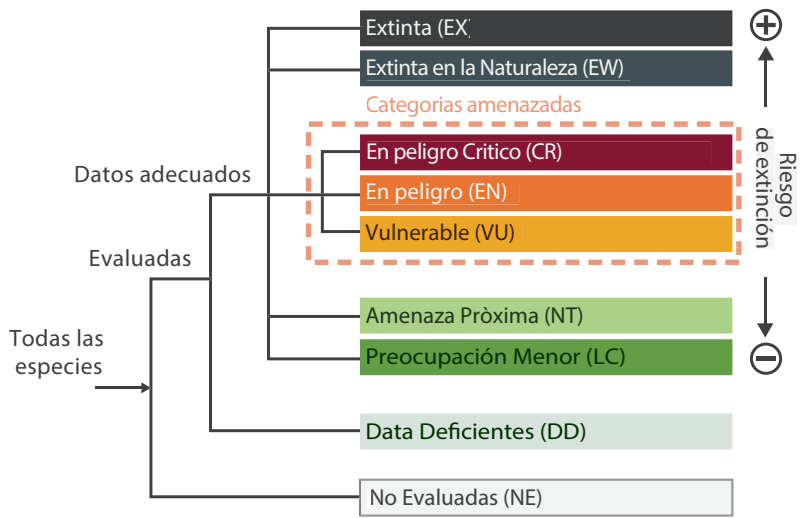 Extinta (EX)
Extinta en la Naturaleza (EW)
Categorias amenazadas
En peligro Critico (CR)
En peligro (EN)
Vulnerable (VU)
Amenaza Pròxima (NT)
Preocupación Menor (LC)
Data Deficientes (DD)
No Evaluadas (NE)
Datos adecuados
Evaluadas
Todas las
especies
Riesgo
de extinción